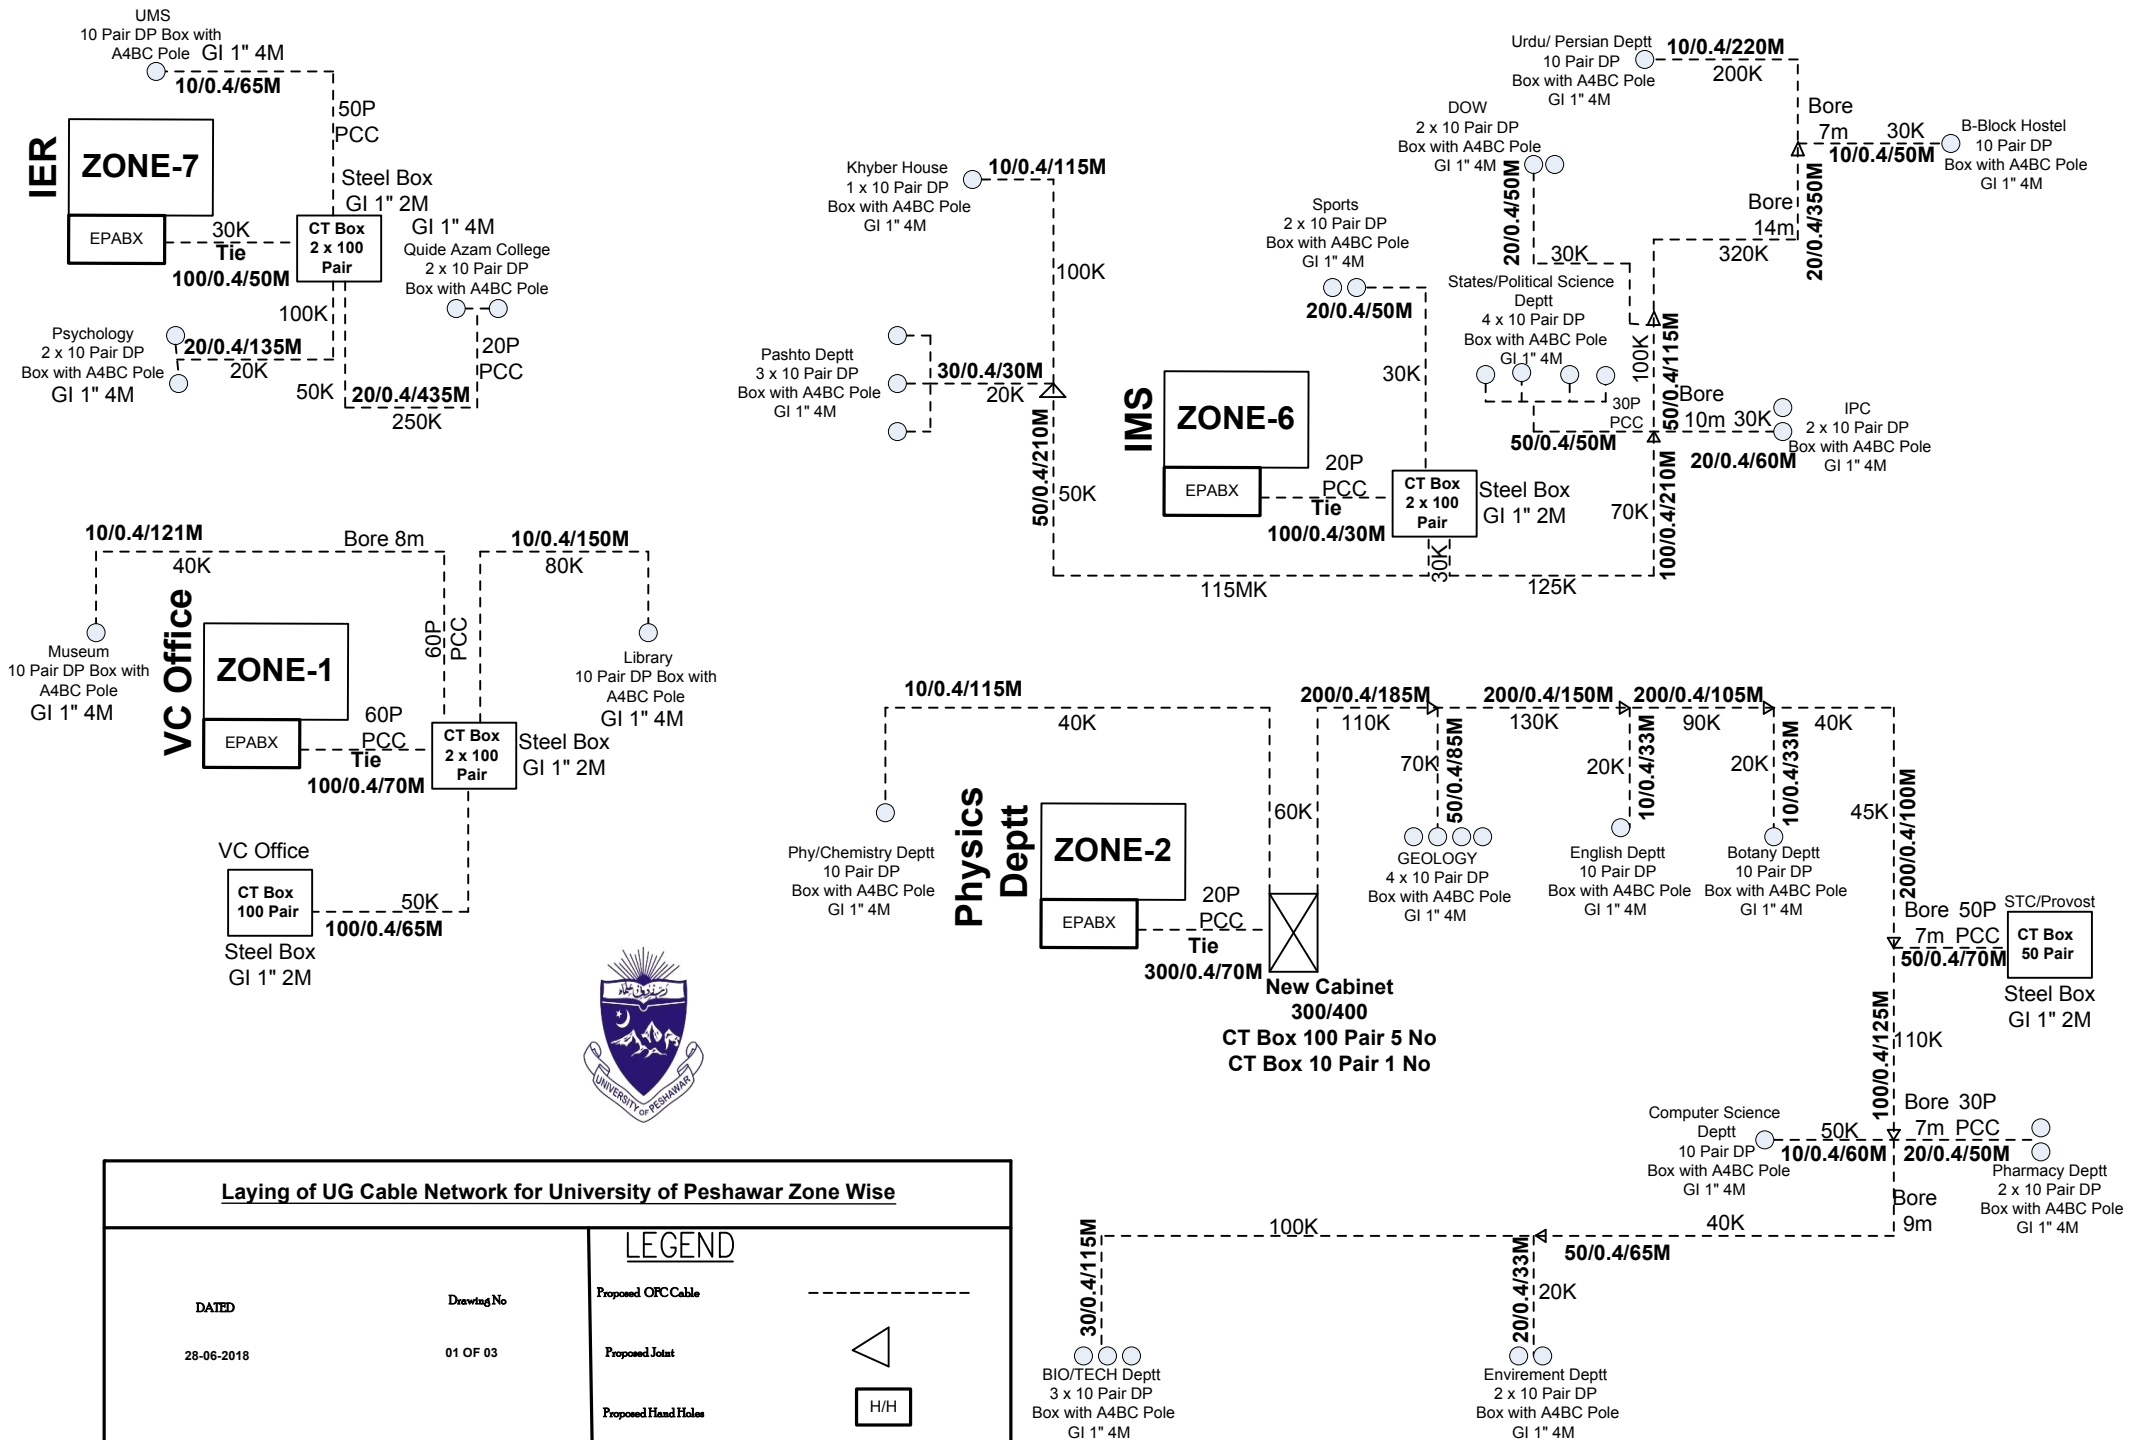 UMS
10 Pair DP Box with
A4BC Pole GI 1" 4M
10/0.4/65M
50P
PCC
IER
ZONE-7
EPABX
30K
Tie
100/0.4/50M
Steel Box
GI 1" 2M
CT Box
2 x 100
Pair
GI 1" 4M
Quide Azam College
2 x 10 Pair DP
Box with A4BC Pole
100K
Psychology
2 x 10 Pair DP
Box with A4BC Pole
GI 1" 4M
20/0.4/135M
20K
50K
20/0.4/435M
250K
20P
PCC
Khyber House
1 x 10 Pair DP
Box with A4BC Pole
GI 1" 4M
10/0.4/115M
100K
Pashto Deptt
3 x 10 Pair DP
Box with A4BC Pole
GI 1" 4M
30/0.4/30M
20K
50/0.4/210M
50K
115MK
IMS
ZONE-6
EPABX
20P
PCC
Tie
100/0.4/30M
CT Box
2 x 100
Pair
Steel Box
GI 1" 2M
30K
125K
Sports
2 x 10 Pair DP
Box with A4BC Pole
GI 1" 4M
20/0.4/50M
30K
Urdu/ Persian Deptt
10 Pair DP
Box with A4BC Pole
GI 1" 4M
10/0.4/220M
200K
DOW
2 x 10 Pair DP
Box with A4BC Pole
GI 1" 4M
20/0.4/50M
30K
Bore
7m
30K
10/0.4/50M
B-Block Hostel
10 Pair DP
Box with A4BC Pole
GI 1" 4M
Bore
14m
320K
20/0.4/350M
States/Political Science
Deptt
4 x 10 Pair DP
Box with A4BC Pole
GI 1" 4M
100K
50/0.4/115M
30P
PCC
50/0.4/50M
Bore
10m
30K
20/0.4/60M
IPC
2 x 10 Pair DP
Box with A4BC Pole
GI 1" 4M
70K
100/0.4/210M
10/0.4/121M
Bore 8m
40K
10/0.4/150M
80K
Museum
10 Pair DP Box with
A4BC Pole
GI 1" 4M
VC Office
ZONE-1
EPABX
60P
PCC
60P
PCC
Tie
100/0.4/70M
CT Box
2 x 100
Pair
Steel Box
GI 1" 2M
Library
10 Pair DP Box with
A4BC Pole
GI 1" 4M
VC Office
CT Box
100 Pair
50K
100/0.4/65M
Steel Box
GI 1" 2M
UNIVERSITY OF PESHAWAR
10/0.4/115M
40K
Phy/Chemistry Deptt
10 Pair DP
Box with A4BC Pole
GI 1" 4M
Physics
Deptt
ZONE-2
EPABX
20P
PCC
Tie
300/0.4/70M
60K
New Cabinet
300/400
CT Box 100 Pair 5 No
CT Box 10 Pair 1 No
200/0.4/185M
110K
200/0.4/150M
130K
200/0.4/105M
90K
40K
70K
50/0.4/85M
20K
10/0.4/33M
20K
10/0.4/33M
GEOLOGY
4 x 10 Pair DP
Box with A4BC Pole
GI 1" 4M
English Deptt
10 Pair DP
Box with A4BC Pole
GI 1" 4M
Botany Deptt
10 Pair DP
Box with A4BC Pole
GI 1" 4M
45K
200/0.4/100M
Bore
7m
50P
PCC
50/0.4/70M
STC/Provost
CT Box
50 Pair
Steel Box
GI 1" 2M
100/0.4/125M
110K
Computer Science
Deptt
10 Pair DP
Box with A4BC Pole
GI 1" 4M
50K
10/0.4/60M
Bore
7m
30P
PCC
20/0.4/50M
Pharmacy Deptt
2 x 10 Pair DP
Box with A4BC Pole
GI 1" 4M
Bore
9m
100K
40K
50/0.4/65M
30/0.4/115M
20/0.4/33M
20K
BIO/TECH Deptt
3 x 10 Pair DP
Box with A4BC Pole
GI 1" 4M
Envirement Deptt
2 x 10 Pair DP
Box with A4BC Pole
GI 1" 4M
Laying of UG Cable Network for University of Peshawar Zone Wise
DATED
Drawing No
28-06-2018
01 OF 03
LEGEND
Proposed OFC Cable
Proposed Joint
Proposed Hand Holes
H/H